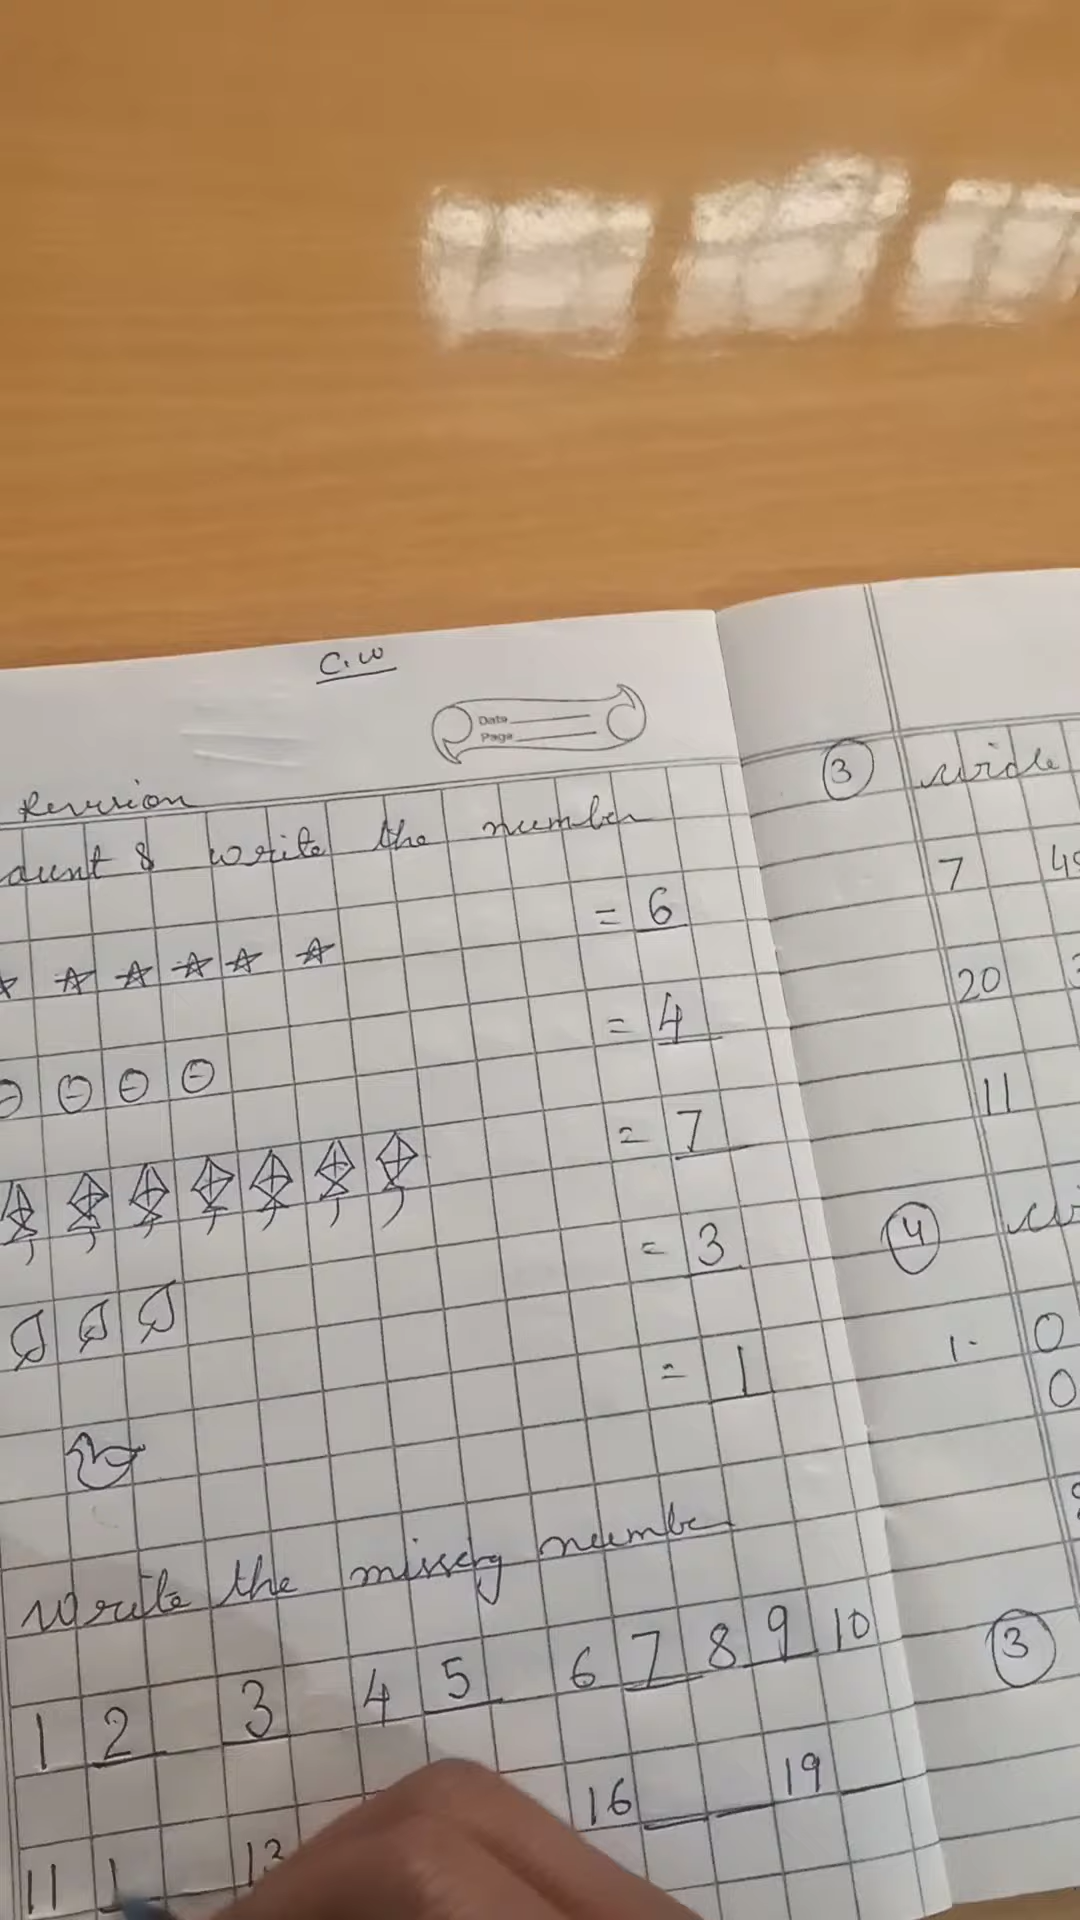 C.W
Date
Page
Revision
ount & write the number
= 6
= 4
= 7
= 3
= 1
write the missing number
1 2 3 4 5 6 7 8 9 10
11 1 13 16 19
3
7
20
11
4
1. 0
0
3